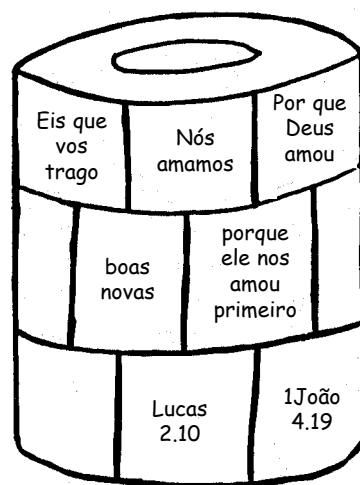 Eis que
vos
trago
Nós
amamos
Por que
Deus
amou
boas
novas
porque
ele nos
amou
primeiro
Lucas
2.10
1João
4.19